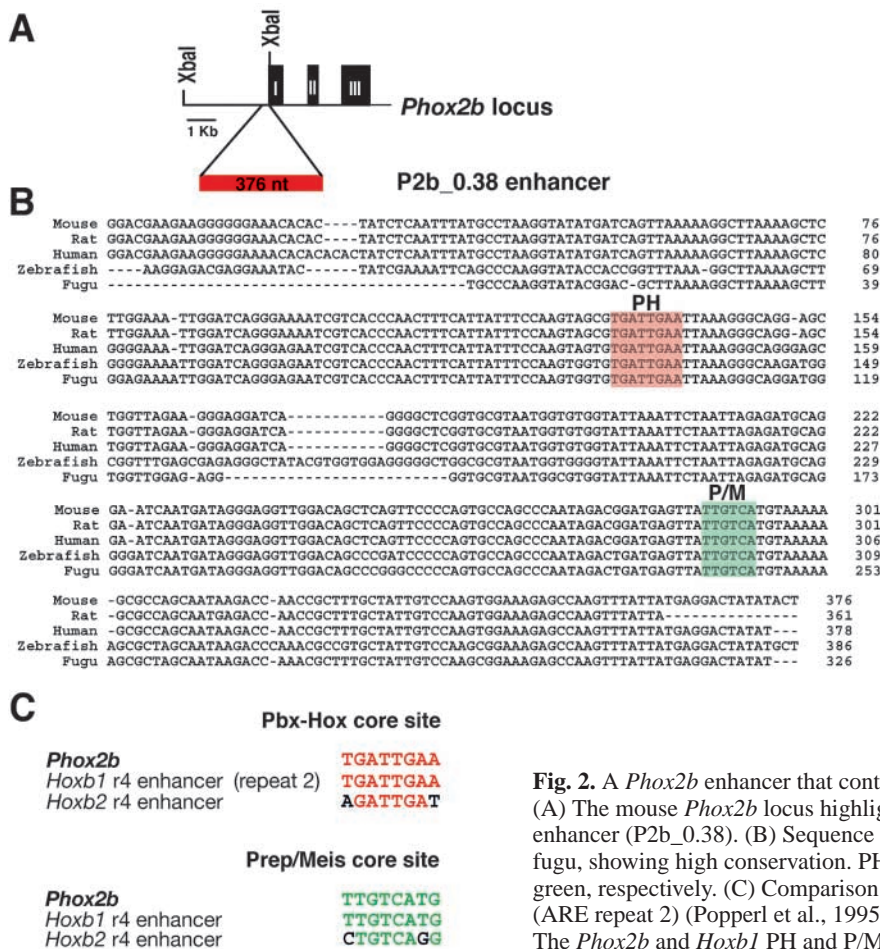 A
XbaI
XbaI
I II III
Phox2b locus
1 Kb
376 nt
P2b_0.38 enhancer
B
Mouse GGACGAAGAAGGGGGGAAACACAC----TATCTCAATTTATGCCTAAGGTATATGATCAGTTAAAAAGGCTTAAAAGCTC 76
Rat GGACGAAGAAGGGGGGAAACACAC----TATCTCAATTTATGCCTAAGGTATATGATCAGTTAAAAAGGCTTAAAAGCTC 76
Human GGACGAAGAAGGGGGAAAACACACACACTATCTCAATTTATGCCTAAGGTATATGATCAGTTAAAAAGGCTTAAAAGCTC 80
Zebrafish ----AAGGAGACGAGGAAATAC------TATCGAAAATTCAGCCCAAGGTATACCACCGGTTTAAA-GGCTTAAAAGCTT 69
Fugu ----------------------------------------TGCCCAAGGTATACGGAC-GCTTAAAAGGCTTAAAAGCTT 39
PH
Mouse TTGGAAA-TTGGATCAGGGAAAATCGTCACCCAACTTTCATTATTTCCAAGTAGCGTGATTGAATTAAAGGGCAGG-AGC 154
Rat TTGGAAA-TTGGATCAGGGAAAATCGTCACCCAACTTTCATTATTTCCAAGTAGCGTGATTGAATTAAAGGGCAGG-AGC 154
Human GGGGAAA-TTGGATCAGGGAGAATCGTCACCCAACTTTCATTATTTCCAAGTAGTGTGATTGAATTAAAGGGCAGGGAGC 159
Zebrafish GGGGAAAATTGGATCAGGGAGAATCGTCACCCAACTTTCATTATTTCCAAGTGGTGTGATTGAATTAAAGGGCAAGATGG 149
Fugu GGAGAAAATTGGATCAGGGAGAATCGTCACCCAACTTTCATTATTTCCAAGTGGTGTGATTGAATTAAAGGGCAGGATGG 119
Mouse TGGTTAGAA-GGGAGGATCA-----------GGGGCTCGGTGCGTAATGGTGTGGTATTAAATTCTAATTAGAGATGCAG 222
Rat TGGTTAGAA-GGGAGGATCA-----------GGGGCTCGGTGCGTAATGGTGTGGTATTAAATTCTAATTAGAGATGCAG 222
Human TGGTTAGAA-GGGAGGATCA-----------GGGGCTCGGTGCGTAATGGTGTGGTATTAAATTCTAATTAGAGATGCAG 227
Zebrafish CGGTTTGAGCGAGAGGGCTATACGTGGTGGAGGGGGCTGGCGCGTAATGGTGTGGGGTATTAAATTCTAATTAGAGATGCAG 229
Fugu TGGTTGGAG-AGG------------------GGTGCGTAATGGCGTGGTATTAAATTCTAATTAGAGATGCAG 173
P/M
Mouse GA-ATCAATGATAGGGAGGTTGGACAGCTCAGTTCCCCAGTGCCAGCCCAATAGACGGATGAGTTATTGTCATGTAAAAA 301
Rat GA-ATCAATGATAGGGAGGTTGGACAGCTCAGTTCCCCAGTGCCAGCCCAATAGACGGATGAGTTATTGTCATGTAAAAA 301
Human GA-ATCAATGATAGGGAGGTTGGACAGCTCAGTTCCCCAGTGCCAGCCCAATAGACGGATGAGTTATTGTCATGTAAAAA 306
Zebrafish GGGATCAATGATAGGGAGGTTGGACAGCCCGATCCCCCAGTGCCAGCCCAATAGACTGATGAGTTATTGTCATGTAAAAA 309
Fugu GGGATCAATGATAGGGAGGTTGGACAGCCCGGGCCCCCAGTGCCAGCCCAATAGACTGATGAGTTATTGTCATGTAAAAA 253
Mouse -GCGCCAGCAATAAGACC-AACCGCTTTGCTATTGTCCAAGTGGAAAGAGCCAAGTTTATTATGAGGACTATATACT 376
Rat -GCGCCAGCAATGAGACC-AACCGCTTTGCTATTGTCCAAGTGGAAAGAGCCAAGTTTATTA--------------- 361
Human -GCGCCAGCAATAAGACC-AACCGCTTTGCTATTGTCCAAGTGGAAAGAGCCAAGTTTATTATGAGGACTATAT--- 378
Zebrafish AGCGCTAGCAATAAGACCCAAACGCCGTGCTATTGTCCAAGCGGAAAGAGCCAAGTTTATTATGAGGACTATATGCT 386
Fugu AGCGCTAGCAATAAGACC-AAACGCTTTGCTATTGTCCAAGCGGAAAGAGCCAAGTTTATTATGAGGACTATAT--- 326
C
Pbx-Hox core site
Phox2b TGATTGAA
Hoxb1 r4 enhancer (repeat 2) TGATTGAA
Hoxb2 r4 enhancer AGATTGAT
Prep/Meis core site
Phox2b TTGTCATG
Hoxb1 r4 enhancer TTGTCATG
Hoxb2 r4 enhancer CTGTCAGG
Fig. 2. A Phox2b enhancer that cont
(A) The mouse Phox2b locus highlig
enhancer (P2b_0.38). (B) Sequence
fugu, showing high conservation. PH
green, respectively. (C) Comparison
(ARE repeat 2) (Popperl et al., 1995
The Phox2b and Hoxb1 PH and P/M